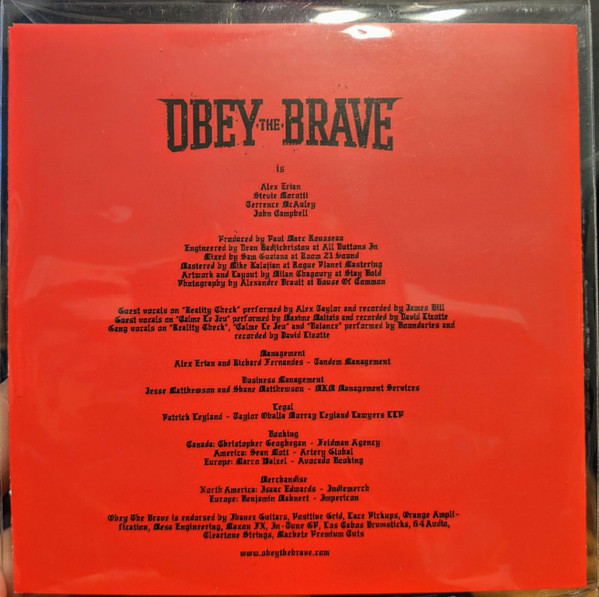 OBEY THE BRAVE
is
Alex Erian
Stevie Morotti
Terrence McAuley
John Campbell
Produced by Paul Marc Rousseau
Engineered by Dean Hadjichristou at All Buttons In
Mixed by Sam Guaiana at Room 21 Sound
Mastered by Mike Kalajian at Rogue Planet Mastering
Artwork and Layout by Milan Chagoury at Stay Bold
Photography by Alexandre Brault at House Of Common
Guest vocals on "Reality Check" performed by Alex Taylor and recorded by James Hill
Guest vocals on "Calme Le Jeu" performed by Maxime Maltais and recorded by David Lizotte
Gang vocals on "Reality Check", "Calme Le Jeu" and "Balance" performed by Boundaries and
recorded by David Lizotte
Management
Alex Erian and Richard Fernandes - Tandem Management
Business Management
Jesse Matthewson and Shane Matthewson - MKM Management Services
Legal
Patrick Leyland - Taylor Oballa Murray Leyland Lawyers LLP
Booking
Canada: Christopher Geoghegan - Feldman Agency
America: Sean Mott - Artery Global
Europe: Marco Walzel - Avocado Booking
Merchandise
North America: Isaac Edwards - Indiemerch
Europe: Benjamin Mahnert - Impericon
Obey The Brave is endorsed by Ibanez Guitars, Positive Grid, Lace Pickups, Orange Ampli-
fication, Mesa Engineering, Maxon FX, In-Tune GP, Los Cabos Drumsticks, 64 Audio,
Cleartone Strings, Macbeth Premium Cuts
www.obeythebrave.com